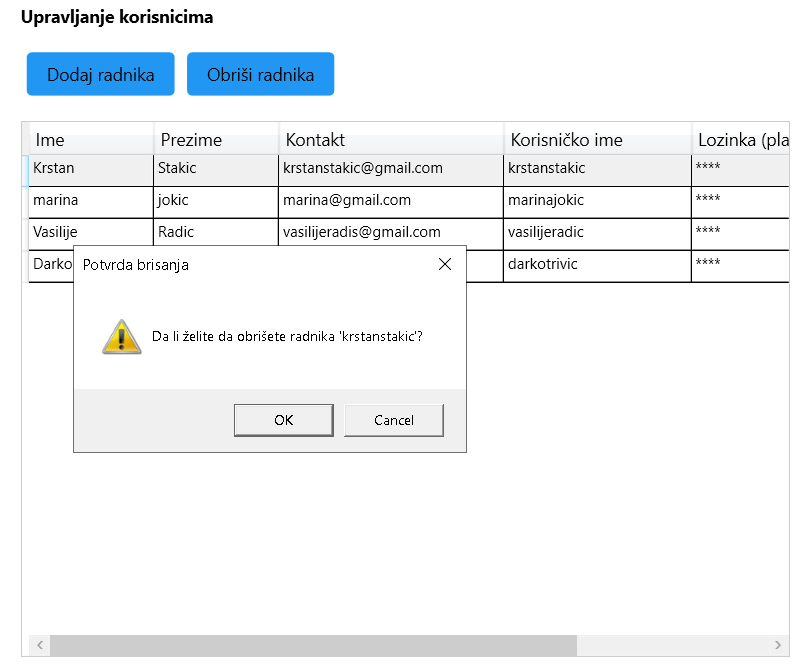 Upravljanje korisnicima
Dodaj radnika Obriši radnika
Ime Prezime Kontakt Korisničko ime Lozinka (pla
Krstan Stakic krstanstakic@gmail.com krstanstakic ****
marina jokic marina@gmail.com marinajokic ****
Vasilije Radic vasilijeradis@gmail.com vasilijeradic ****
Darko darkotrivic ****
Potvrda brisanja
Da li želite da obrišete radnika 'krstanstakic'?
OK Cancel